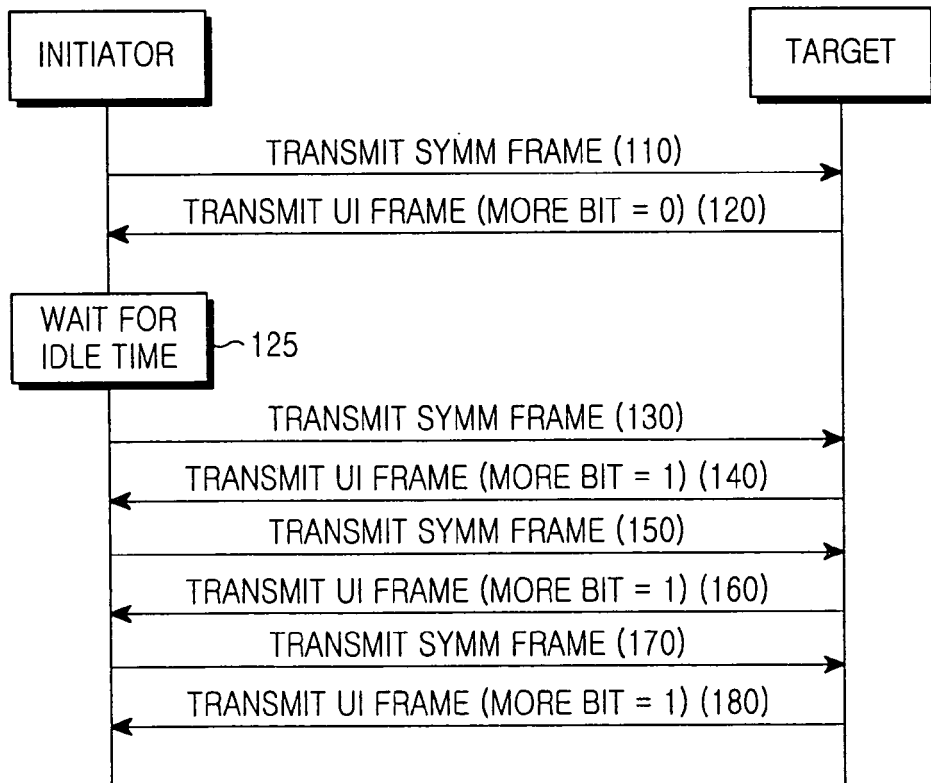 INITIATOR
TARGET
TRANSMIT SYMM FRAME (110)
TRANSMIT UI FRAME (MORE BIT = 0) (120)
WAIT FOR
IDLE TIME
125
TRANSMIT SYMM FRAME (130)
TRANSMIT UI FRAME (MORE BIT = 1) (140)
TRANSMIT SYMM FRAME (150)
TRANSMIT UI FRAME (MORE BIT = 1) (160)
TRANSMIT SYMM FRAME (170)
TRANSMIT UI FRAME (MORE BIT = 1) (180)